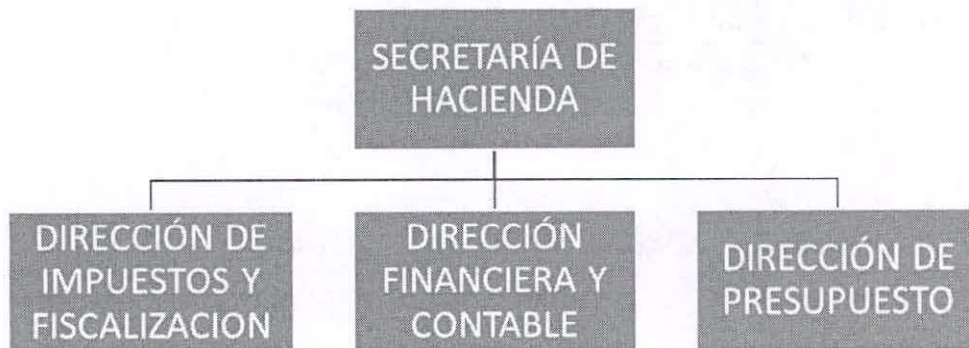 SECRETARÍA DE
HACIENDA
DIRECCIÓN DE
IMPUESTOS Y
FISCALIZACION
DIRECCIÓN
FINANCIERA Y
CONTABLE
DIRECCIÓN DE
PRESUPUESTO